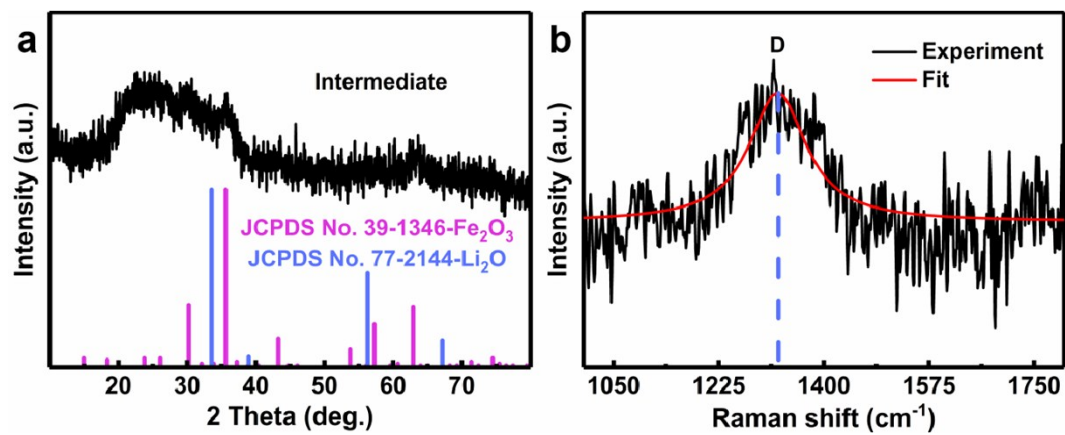 a
Intermediate
Intensity (a.u.)
JCPDS No. 39-1346-Fe₂O₃
JCPDS No. 77-2144-Li₂O
20 30 40 50 60 70
2 Theta (deg.)
b
D
Experiment
Fit
Intensity (a.u.)
1050 1225 1400 1575 1750
Raman shift (cm⁻¹)